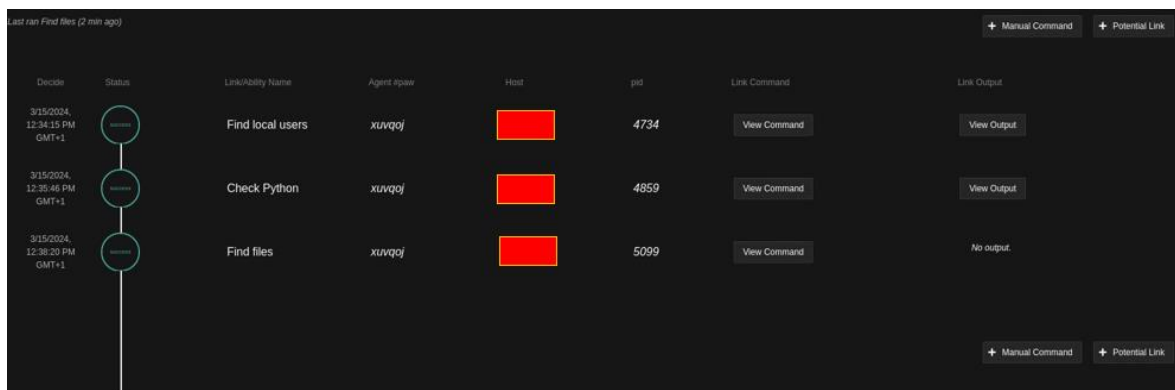 Last ran Find files (2 min ago)
+ Manual Command + Potential Link
Decide Status Link/Ability Name Agent #paw Host pid Link Command Link Output
3/15/2024,
12:34:15 PM
GMT+1
success
Find local users xuvqoj 4734 View Command View Output
3/15/2024,
12:35:46 PM
GMT+1
success
Check Python xuvqoj 4859 View Command View Output
3/15/2024,
12:38:20 PM
GMT+1
success
Find files xuvqoj 5099 View Command No output.
+ Manual Command + Potential Link